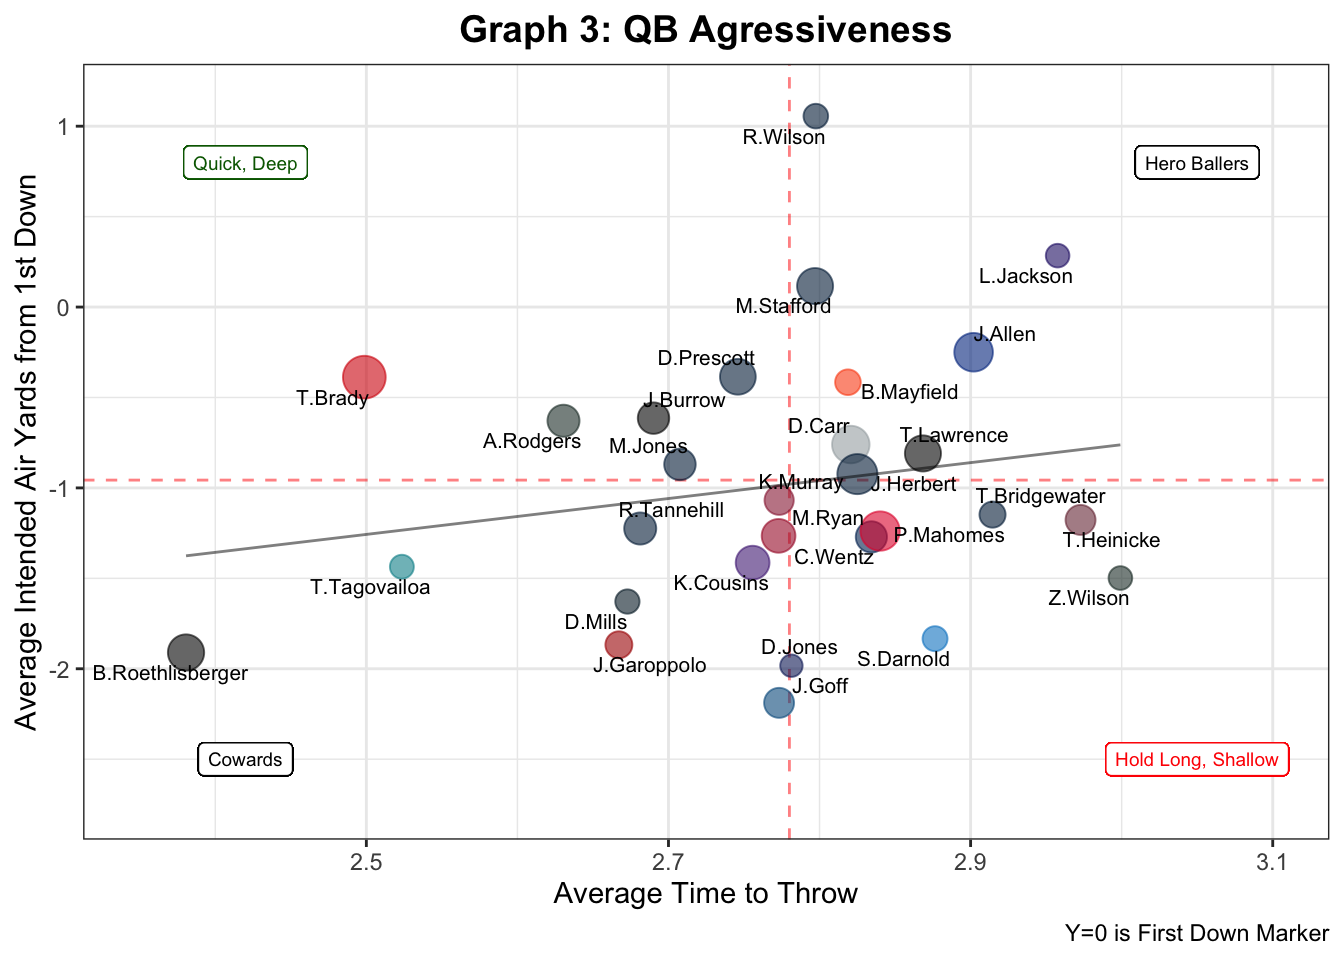 Graph 3: QB Agressiveness
Average Intended Air Yards from 1st Down
1
0
-1
-2
Quick, Deep
Hero Ballers
R.Wilson
L.Jackson
M.Stafford
J.Allen
D.Prescott
T.Brady
B.Mayfield
J.Burrow
A.Rodgers
M.Jones
D.Carr
T.Lawrence
K.Murray
J.Herbert
T.Bridgewater
R.Tannehill
M.Ryan
P.Mahomes
T.Heinicke
C.Wentz
T.Tagovailoa
K.Cousins
Z.Wilson
D.Mills
D.Jones
S.Darnold
J.Garoppolo
B.Roethlisberger
J.Goff
Cowards
Hold Long, Shallow
2.5
2.7
2.9
3.1
Average Time to Throw
Y=0 is First Down Marker